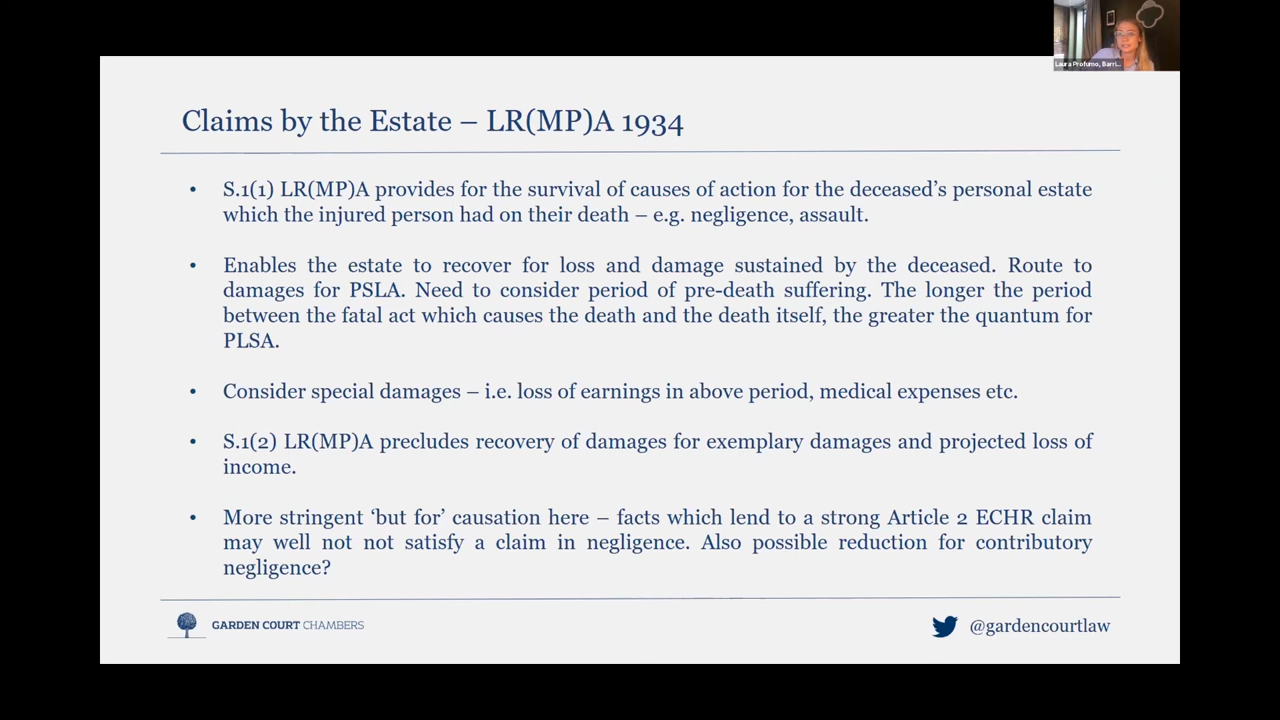 Laura Profumo, Barri...
Claims by the Estate – LR(MP)A 1934
• S.1(1) LR(MP)A provides for the survival of causes of action for the deceased’s personal estate
which the injured person had on their death – e.g. negligence, assault.
• Enables the estate to recover for loss and damage sustained by the deceased. Route to
damages for PSLA. Need to consider period of pre-death suffering. The longer the period
between the fatal act which causes the death and the death itself, the greater the quantum for
PLSA.
• Consider special damages – i.e. loss of earnings in above period, medical expenses etc.
• S.1(2) LR(MP)A precludes recovery of damages for exemplary damages and projected loss of
income.
• More stringent ‘but for’ causation here – facts which lend to a strong Article 2 ECHR claim
may well not not satisfy a claim in negligence. Also possible reduction for contributory
negligence?
GARDEN COURT CHAMBERS
@gardencourtlaw